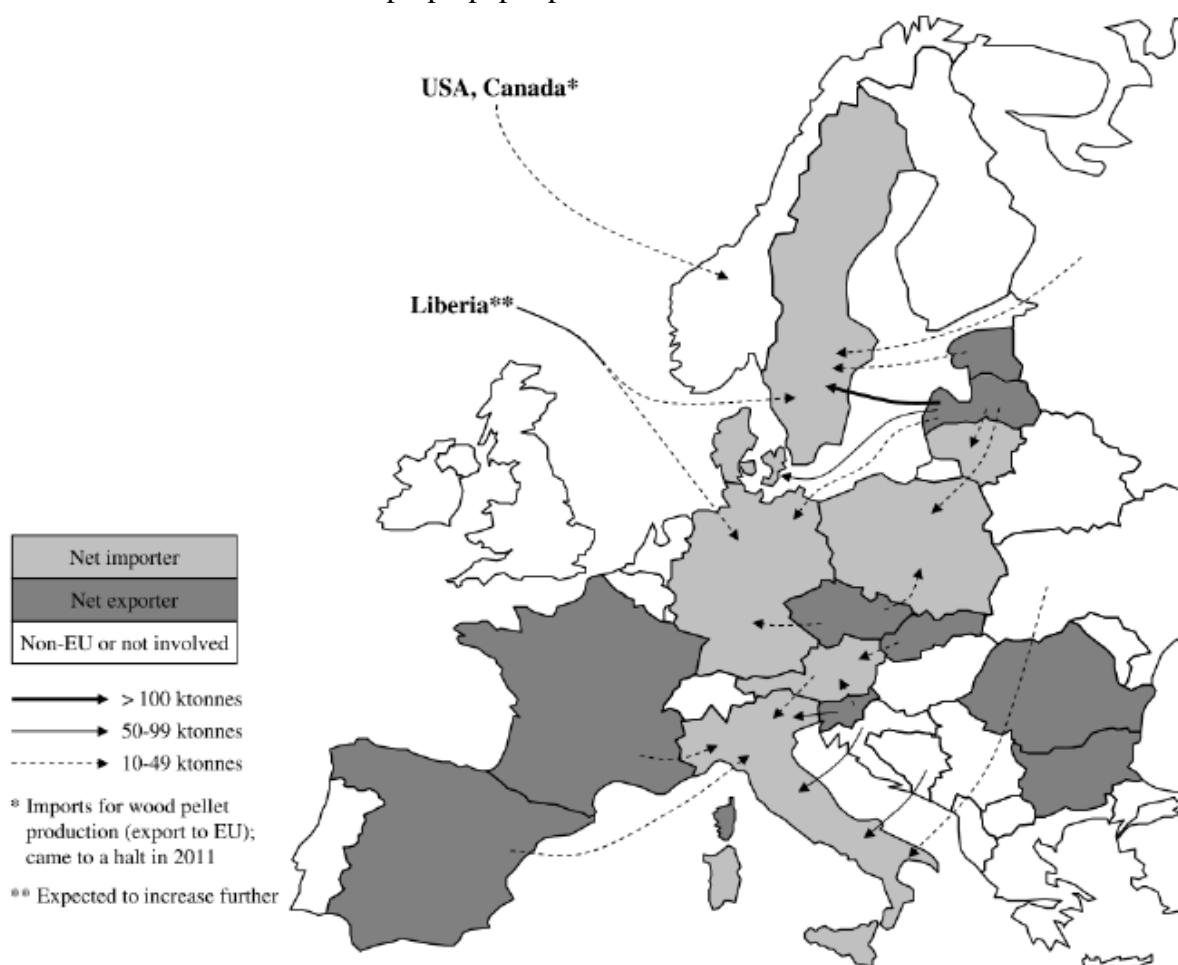 USA, Canada*
Liberia**
Net importer
Net exporter
Non-EU or not involved
> 100 ktonnes
50-99 ktonnes
10-49 ktonnes
* Imports for wood pellet
production (export to EU);
came to a halt in 2011
** Expected to increase further